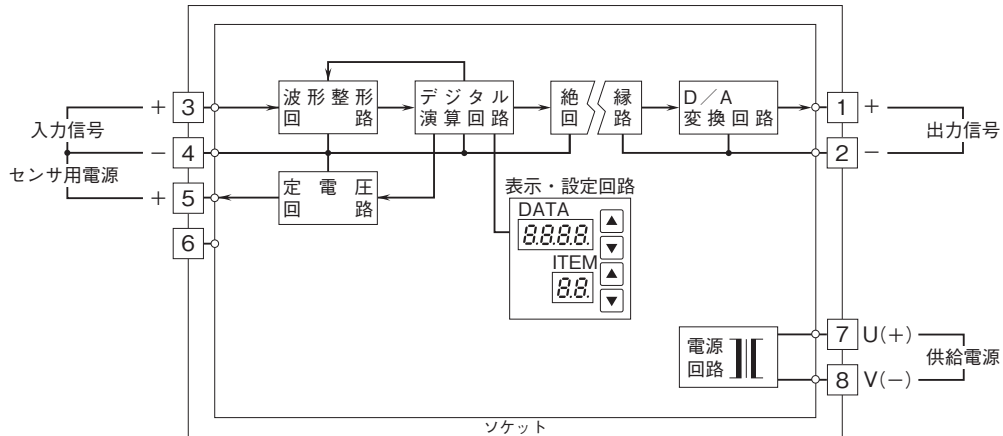 入力信号
センサ用電源
+ 3
− 4
+ 5
6
波形整形
回路
デジタル
演算回路
絶縁
回路
D/A
変換回路
定電圧
回路
表示・設定回路
DATA
8.8.8.8.
ITEM
8.8.
▲
▼
▲
▼
電源
回路
1 +
2 −
出力信号
7 U(+)
8 V(−)
供給電源
ソケット